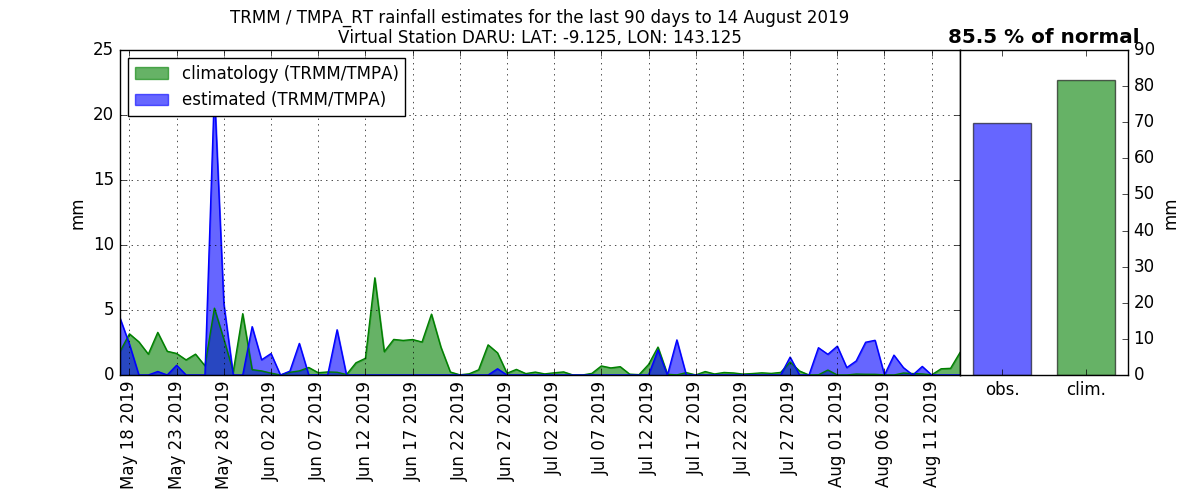 TRMM / TMPA_RT rainfall estimates for the last 90 days to 14 August 2019
Virtual Station DARU: LAT: -9.125, LON: 143.125
85.5 % of normal
climatology (TRMM/TMPA)
estimated (TRMM/TMPA)
25
20
15
10
5
0
mm
May 18 2019
May 23 2019
May 28 2019
Jun 02 2019
Jun 07 2019
Jun 12 2019
Jun 17 2019
Jun 22 2019
Jun 27 2019
Jul 02 2019
Jul 07 2019
Jul 12 2019
Jul 17 2019
Jul 22 2019
Jul 27 2019
Aug 01 2019
Aug 06 2019
Aug 11 2019
obs.
clim.
90
80
70
60
50
40
30
20
10
0
mm